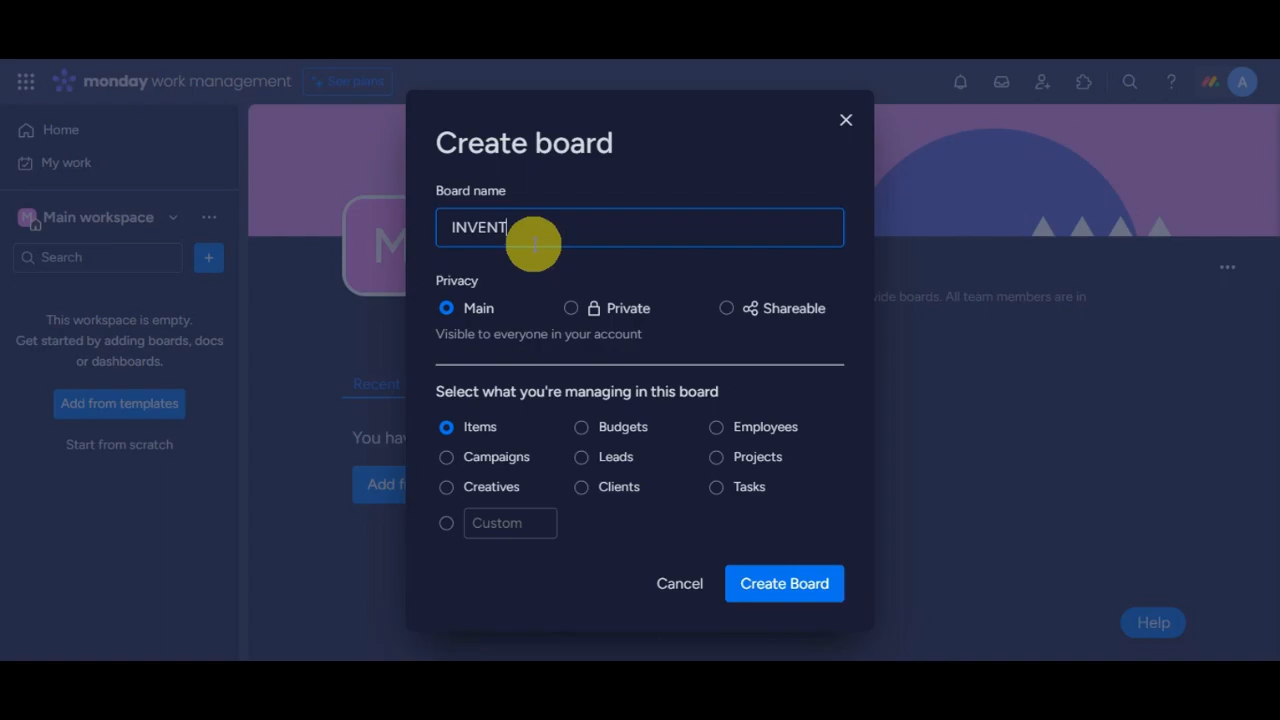 monday work management
See plans
A
Home
My work
M Main workspace
Search
+
This workspace is empty.
Get started by adding boards, docs
or dashboards.
Add from templates
Start from scratch
M
Create board
Board name
INVENT
Privacy
Main Private Shareable
Visible to everyone in your account
Select what you're managing in this board
Items Budgets Employees
Campaigns Leads Projects
Creatives Clients Tasks
Custom
Cancel Create Board
Recent
You hav
Add f
ide boards. All team members are in
Help